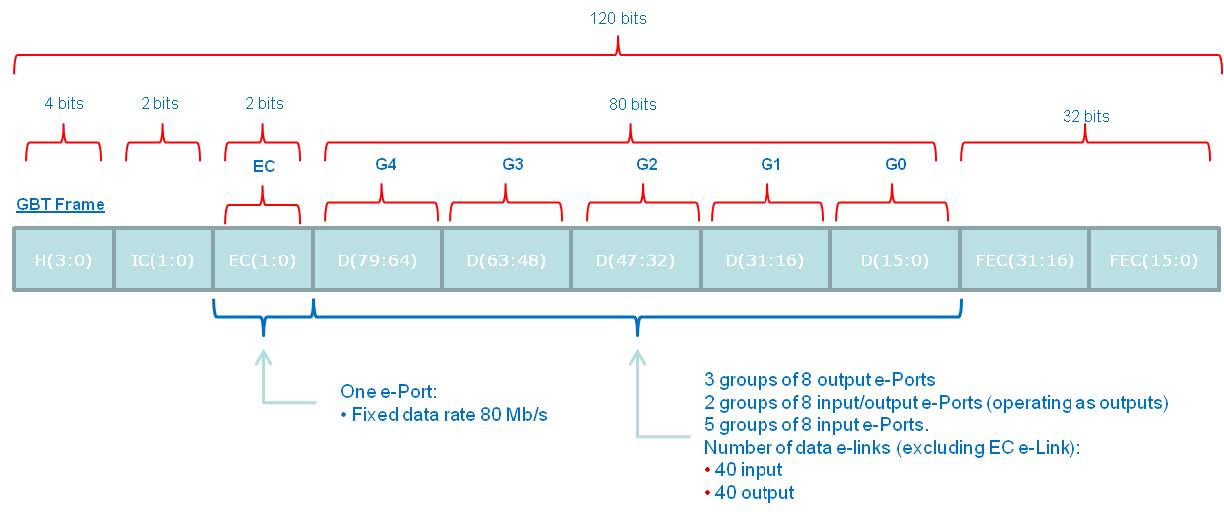 120 bits
4 bits 2 bits 2 bits 80 bits 32 bits
EC G4 G3 G2 G1 G0
GBT Frame
H(3:0) IC(1:0) EC(1:0) D(79:64) D(63:48) D(47:32) D(31:16) D(15:0) FEC(31:16) FEC(15:0)
One e-Port:
• Fixed data rate 80 Mb/s
3 groups of 8 output e-Ports
2 groups of 8 input/output e-Ports (operating as outputs)
5 groups of 8 input e-Ports.
Number of data e-links (excluding EC e-Link):
• 40 input
• 40 output